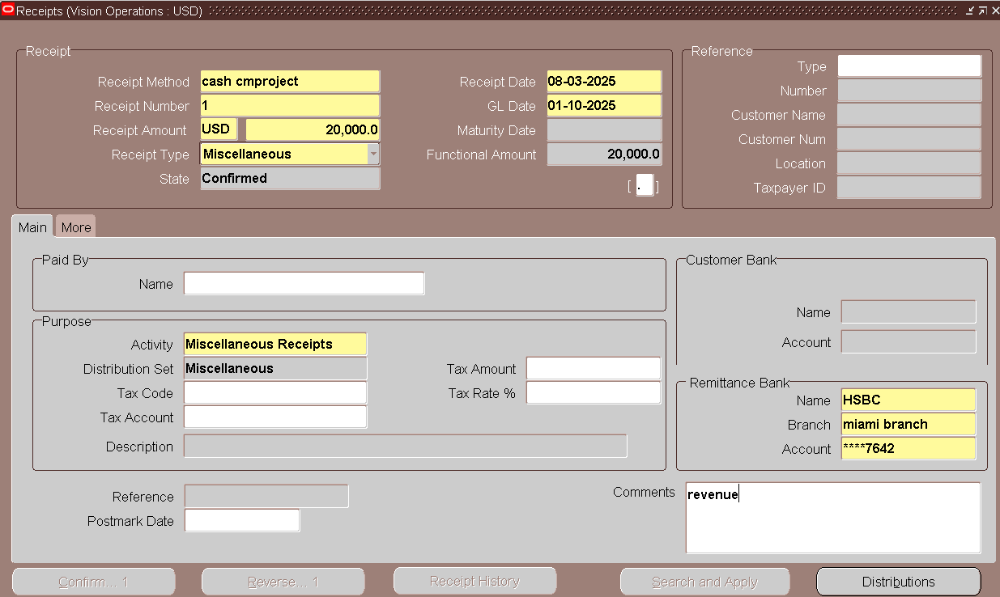 Receipts (Vision Operations : USD)
Receipt
Receipt Method cash cmproject
Receipt Number 1
Receipt Amount USD 20,000.0
Receipt Type Miscellaneous
State Confirmed
Receipt Date 08-03-2025
GL Date 01-10-2025
Maturity Date
Functional Amount 20,000.0
[ . ]
Reference
Type
Number
Customer Name
Customer Num
Location
Taxpayer ID
Main More
Paid By
Name
Purpose
Activity Miscellaneous Receipts
Distribution Set Miscellaneous
Tax Code
Tax Account
Tax Amount
Tax Rate %
Description
Customer Bank
Name
Account
Remittance Bank
Name HSBC
Branch miami branch
Account ****7642
Reference
Postmark Date
Comments revenue
Confirm... 1 Reverse... 1 Receipt History Search and Apply Distributions